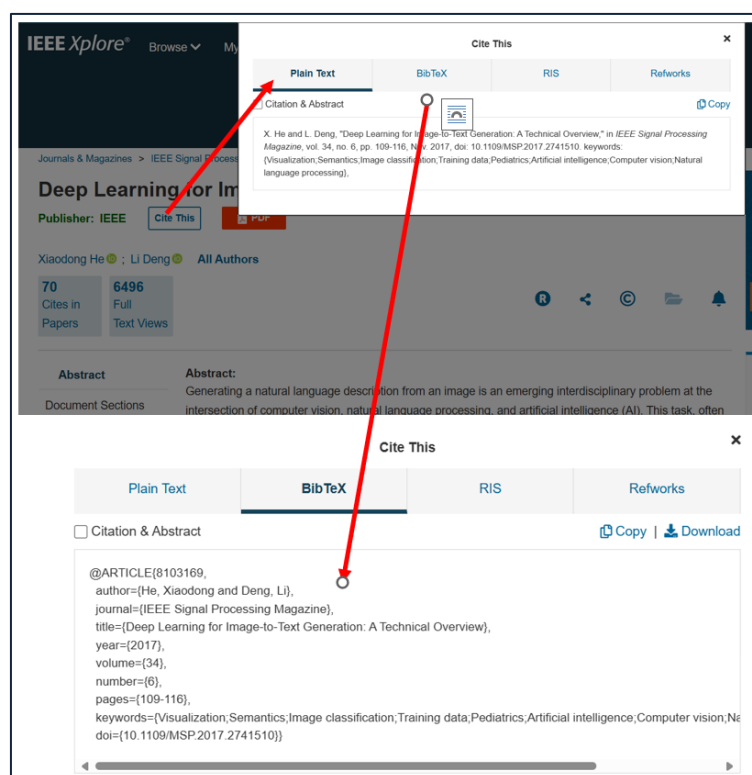 IEEE Xplore®
Browse
My
Cite This
×
Plain Text
BibTeX
RIS
Refworks
Citation & Abstract
Copy
X. He and L. Deng, "Deep Learning for Image-to-Text Generation: A Technical Overview," in IEEE Signal Processing
Magazine, vol. 34, no. 6, pp. 109-116, Nov. 2017, doi: 10.1109/MSP.2017.2741510. keywords:
{Visualization;Semantics;Image classification;Training data;Pediatrics;Artificial intelligence;Computer vision;Natural
language processing},
Journals & Magazines > IEEE Signal Process
Deep Learning for Im
Publisher: IEEE
Cite This
PDF
Xiaodong He ; Li Deng All Authors
70
Cites in
Papers
6496
Full
Text Views
R
©
Abstract
Document Sections
Abstract:
Generating a natural language description from an image is an emerging interdisciplinary problem at the
intersection of computer vision, natural language processing, and artificial intelligence (AI). This task, often
Cite This
×
Plain Text
BibTeX
RIS
Refworks
Citation & Abstract
Copy | Download
@ARTICLE{8103169,
author={He, Xiaodong and Deng, Li},
journal={IEEE Signal Processing Magazine},
title={Deep Learning for Image-to-Text Generation: A Technical Overview},
year={2017},
volume={34},
number={6},
pages={109-116},
keywords={Visualization;Semantics;Image classification;Training data;Pediatrics;Artificial intelligence;Computer vision;Na
doi={10.1109/MSP.2017.2741510}}